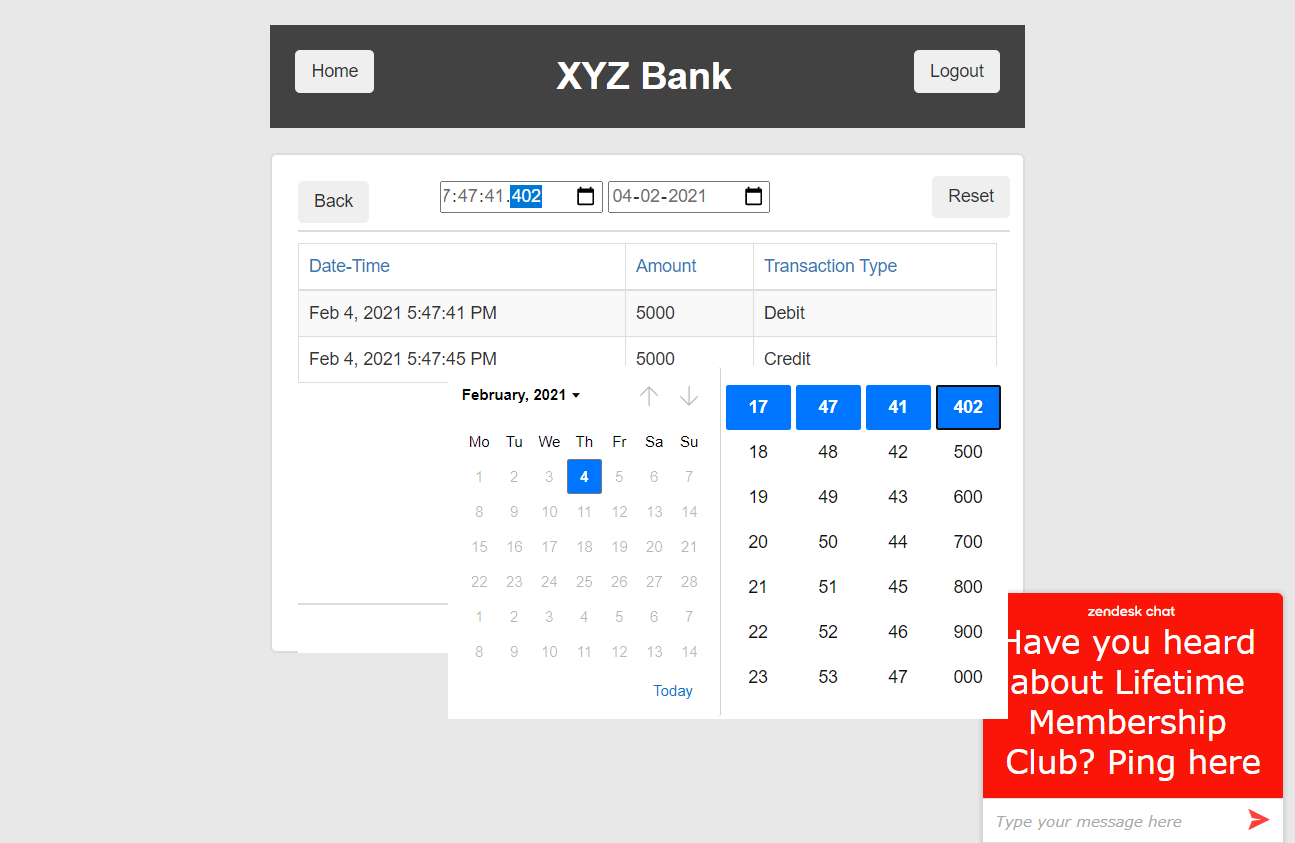 Home
XYZ Bank
Logout
Back
7:47:41.402
04-02-2021
Reset
Date-Time Amount Transaction Type
Feb 4, 2021 5:47:41 PM 5000 Debit
Feb 4, 2021 5:47:45 PM 5000 Credit
February, 2021
Mo Tu We Th Fr Sa Su
1 2 3 4 5 6 7
8 9 10 11 12 13 14
15 16 17 18 19 20 21
22 23 24 25 26 27 28
1 2 3 4 5 6 7
8 9 10 11 12 13 14
Today
17 47 41 402
18 48 42 500
19 49 43 600
20 50 44 700
21 51 45 800
22 52 46 900
23 53 47 000
zendesk chat
Have you heard
about Lifetime
Membership
Club? Ping here
Type your message here